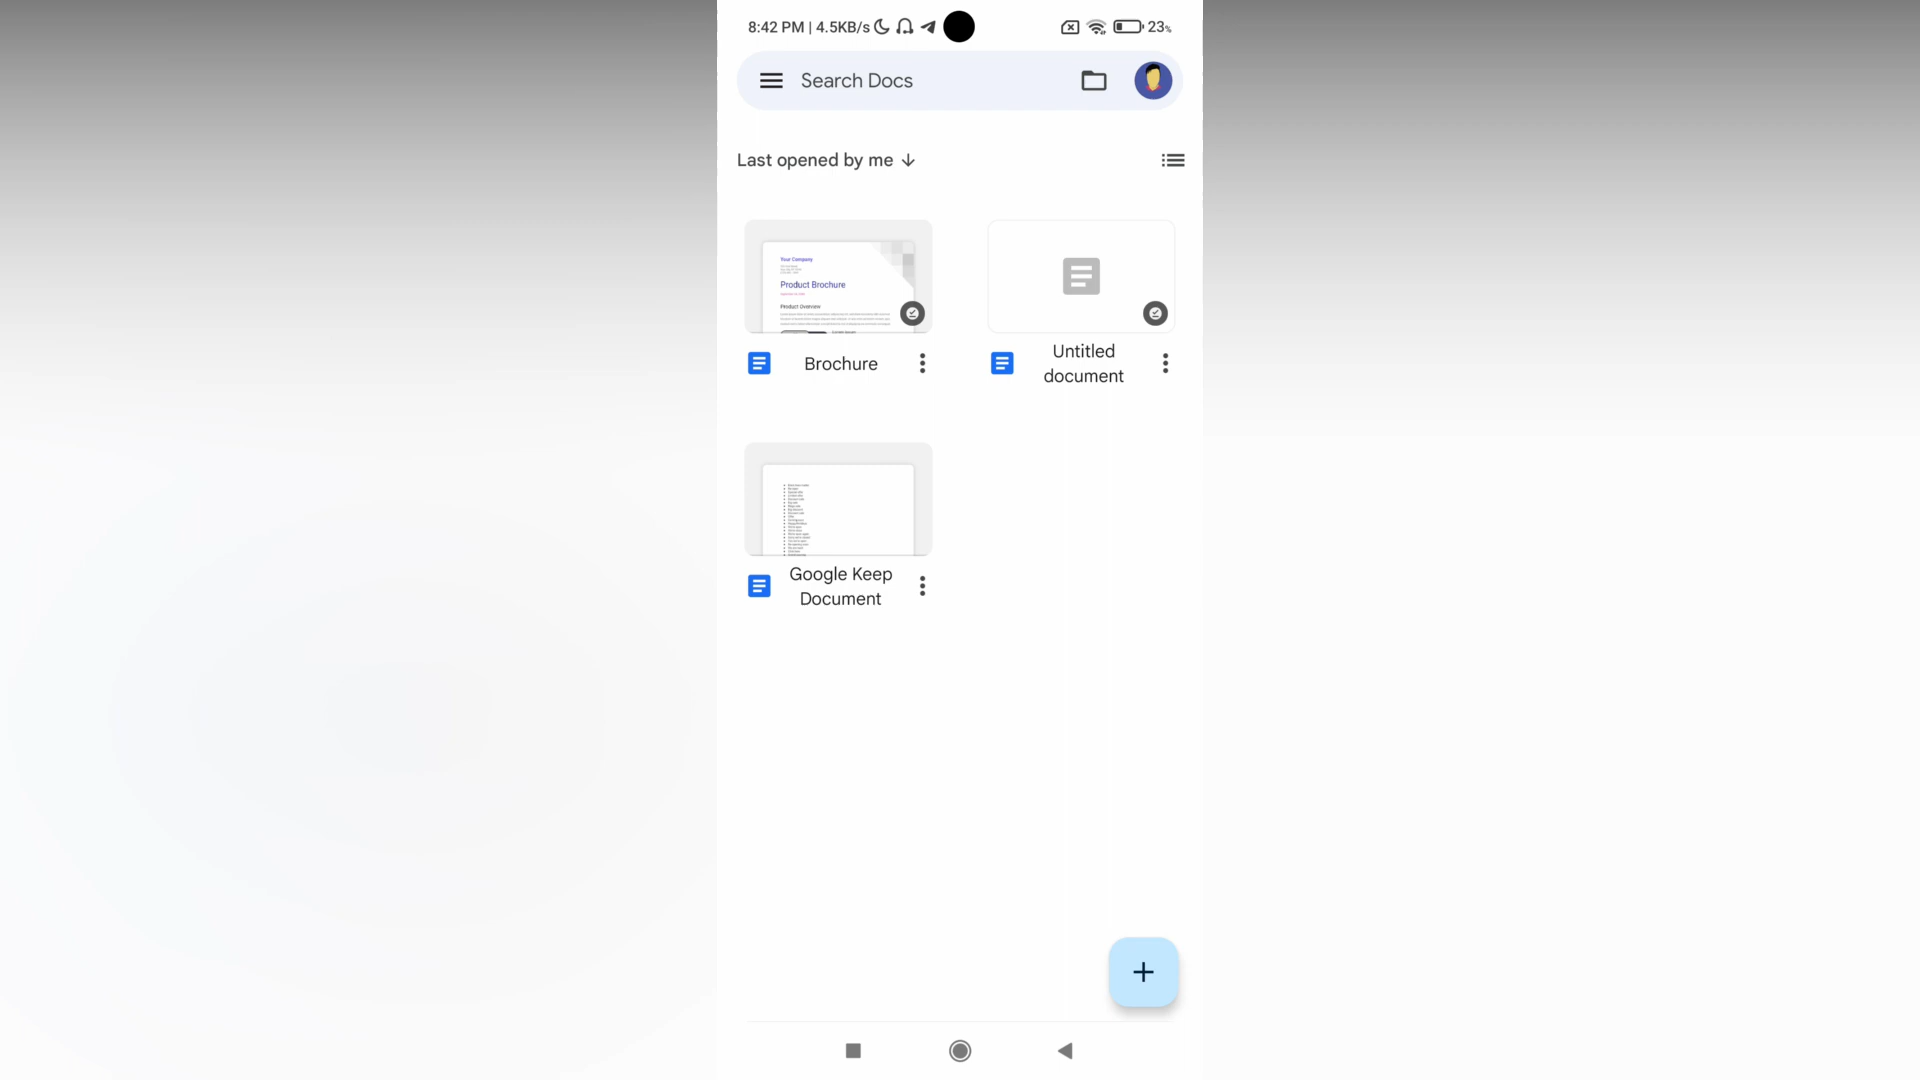 8:42 PM | 4.5KB/s 23%
Search Docs
Last opened by me
Your Company
Product Brochure
Product Overview
Brochure
Untitled
document
Google Keep
Document